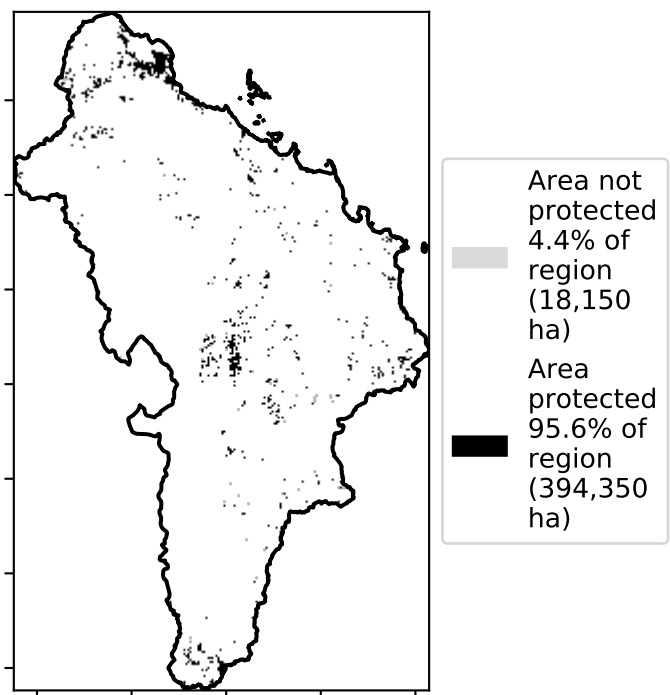 Area not
protected
4.4% of
region
(18,150
ha)
Area
protected
95.6% of
region
(394,350
ha)